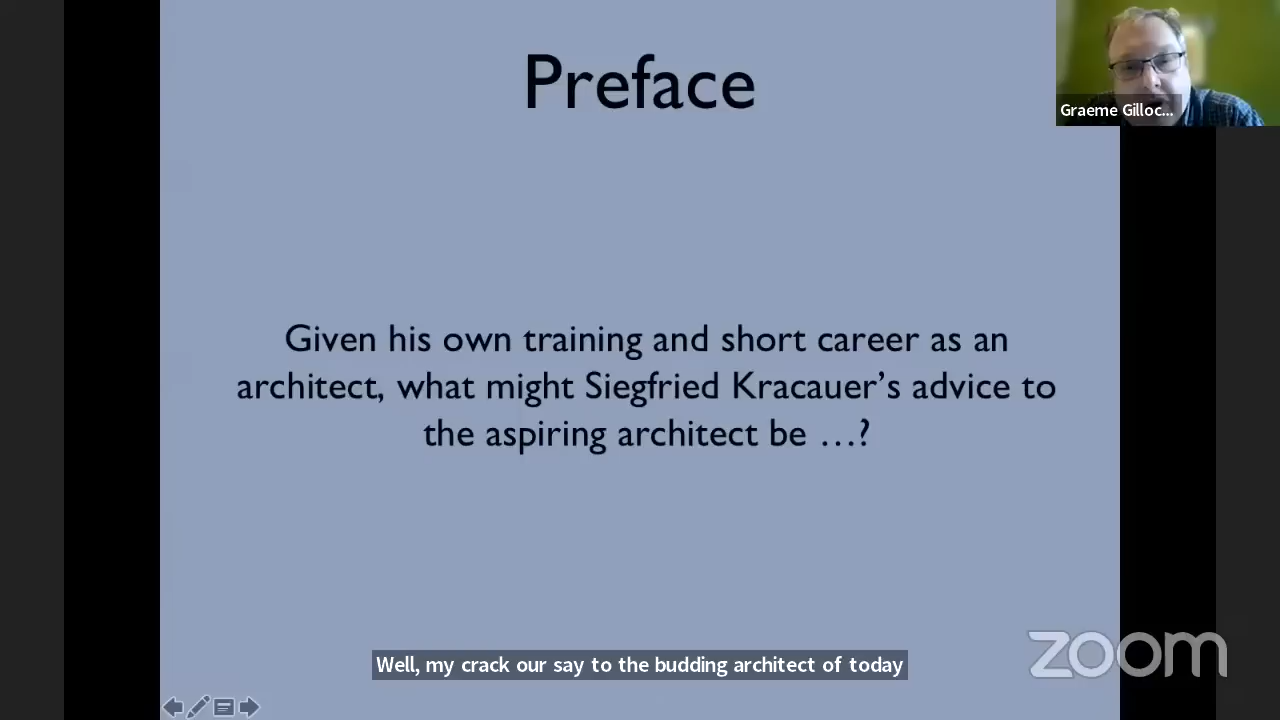 Preface
Graeme Gilloc...
Given his own training and short career as an
architect, what might Siegfried Kracauer’s advice to
the aspiring architect be …?
Well, my crack our say to the budding architect of today
zoom